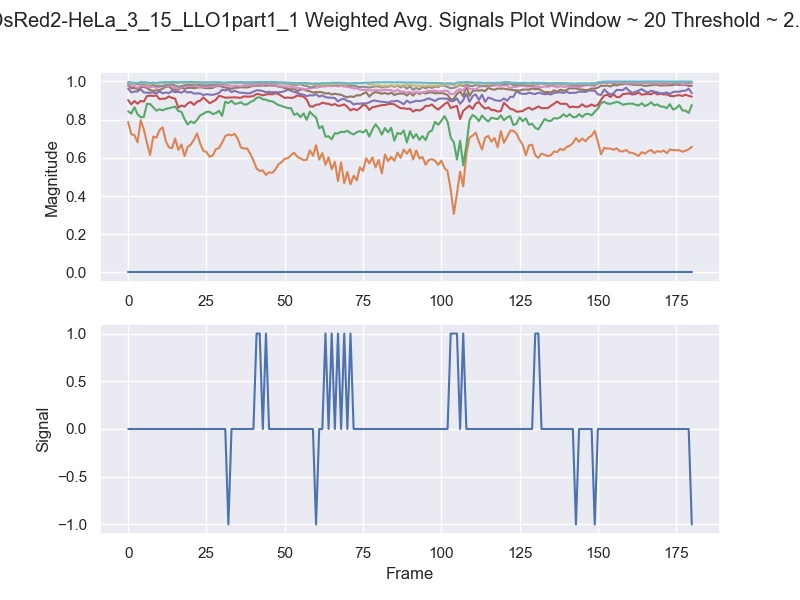 DsRed2-HeLa_3_15_LLO1part1_1 Weighted Avg. Signals Plot Window ~ 20 Threshold ~ 2.
1.0
0.8
0.6
0.4
0.2
0.0
Magnitude
0 25 50 75 100 125 150 175
1.0
0.5
0.0
−0.5
−1.0
Signal
0 25 50 75 100 125 150 175
Frame